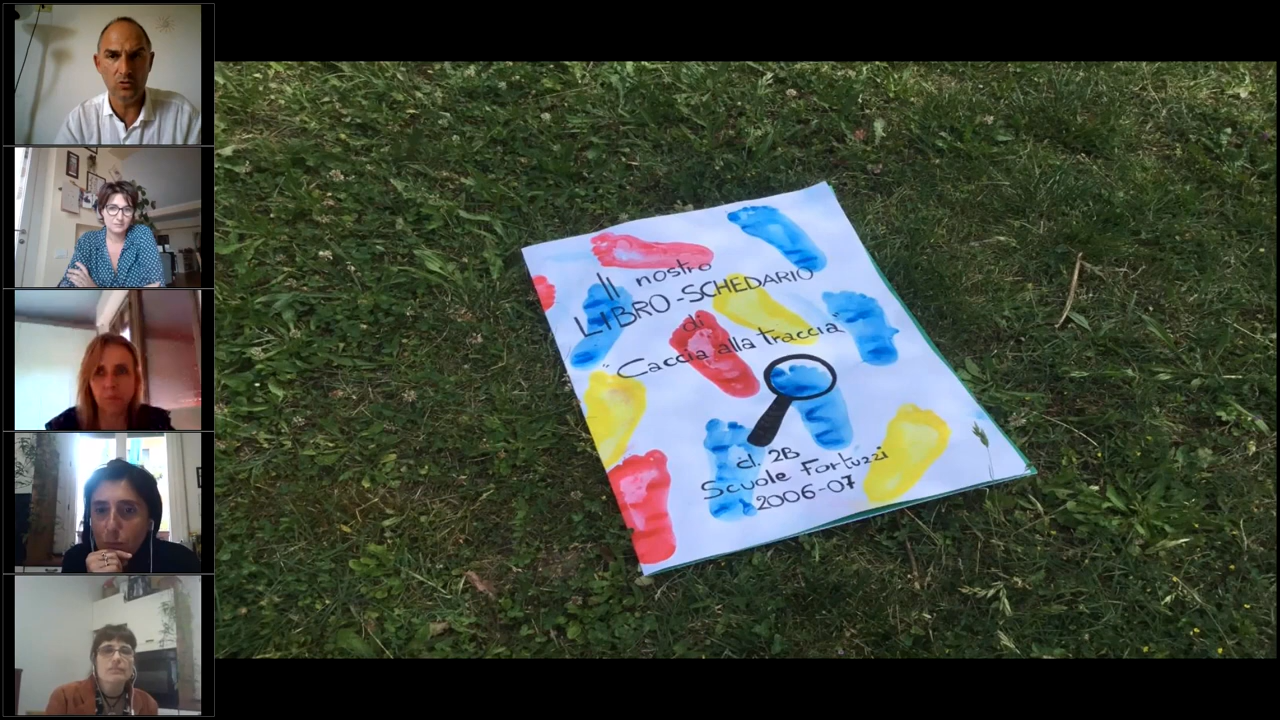 Il nostro
LIBRO-SCHEDARIO
di
"Caccia alla traccia"
cl. 2B
Scuole Fortuzzi
2006-07